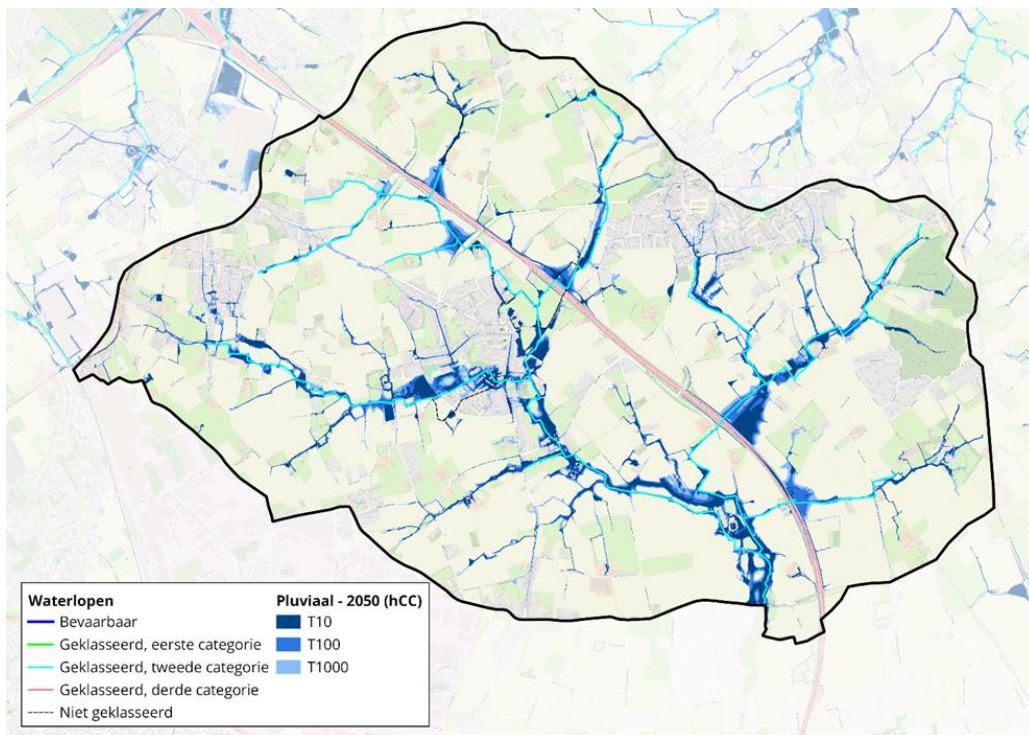 Waterlopen
Bevaarbaar
Geklasseerd, eerste categorie
Geklasseerd, tweede categorie
Geklasseerd, derde categorie
Niet geklasseerd
Pluviaal - 2050 (hCC)
T10
T100
T1000